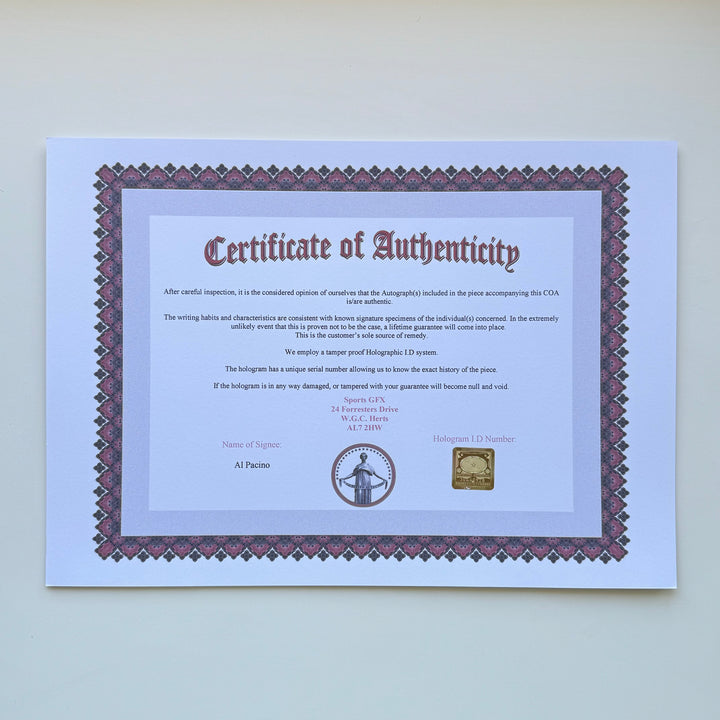 Certificate of Authenticity
After careful inspection, it is the considered opinion of ourselves that the Autograph(s) included in the piece accompanying this COA
is/are authentic.
The writing habits and characteristics are consistent with known signature specimens of the individual(s) concerned. In the extremely
unlikely event that this is proven not to be the case, a lifetime guarantee will come into place.
This is the customer's sole source of remedy.
We employ a tamper proof Holographic I.D system.
The hologram has a unique serial number allowing us to know the exact history of the piece.
If the hologram is in any way damaged, or tampered with your guarantee will become null and void.
Sports GFX
24 Forresters Drive
W.G.C. Herts
AL7 2HW
Name of Signee:
Al Pacino
Hologram I.D Number: